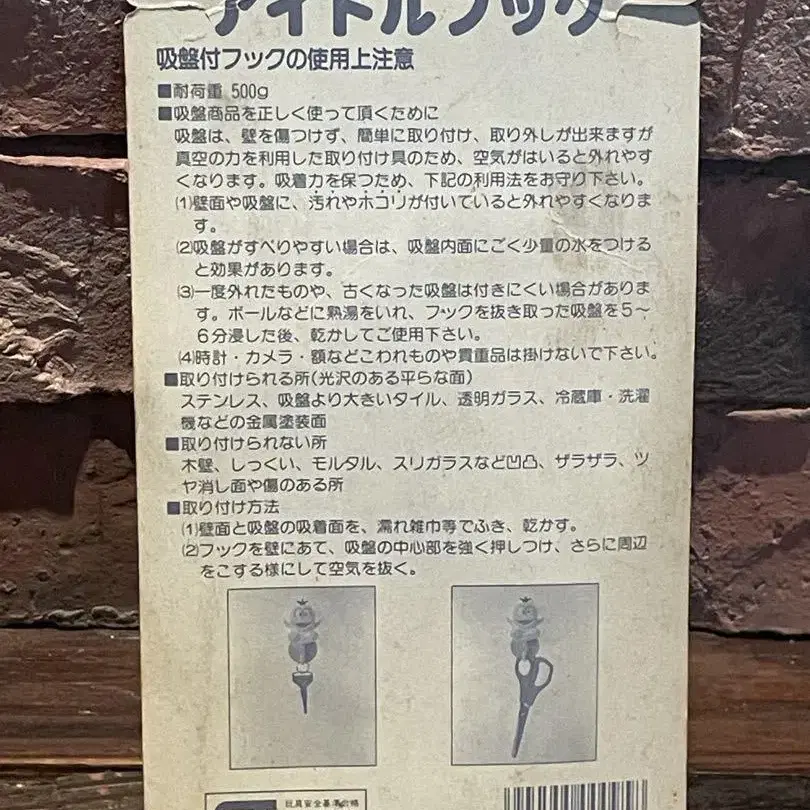 アイドルフック
吸盤付フックの使用上注意
■耐荷重 500g
■吸盤商品を正しく使って頂くために
吸盤は、壁を傷つけず、簡単に取り付け、取り外しが出来ますが
真空の力を利用した取り付け具のため、空気がはいると外れやす
くなります。吸着力を保つため、下記の利用法をお守り下さい。
⑴壁面や吸盤に、汚れやホコリが付いていると外れやすくなりま
す。
⑵吸盤がすべりやすい場合は、吸盤内面にごく少量の水をつける
と効果があります。
⑶一度外れたものや、古くなった吸盤は付きにくい場合がありま
す。ボールなどに熱湯をいれ、フックを抜き取った吸盤を5〜
6分浸した後、乾かしてご使用下さい。
⑷時計・カメラ・額などこわれものや貴重品は掛けないで下さい。
■取り付けられる所(光沢のある平らな面)
ステンレス、吸盤より大きいタイル、透明ガラス、冷蔵庫・洗濯
機などの金属塗装面
■取り付けられない所
木壁、しっくい、モルタル、スリガラスなど凹凸、ザラザラ、ツ
ヤ消し面や傷のある所
■取り付け方法
⑴壁面と吸盤の吸着面を、濡れ雑巾等でふき、乾かす。
⑵フックを壁にあて、吸盤の中心部を強く押しつけ、さらに周辺
をこする様にして空気を抜く。
玩具安全基準合格